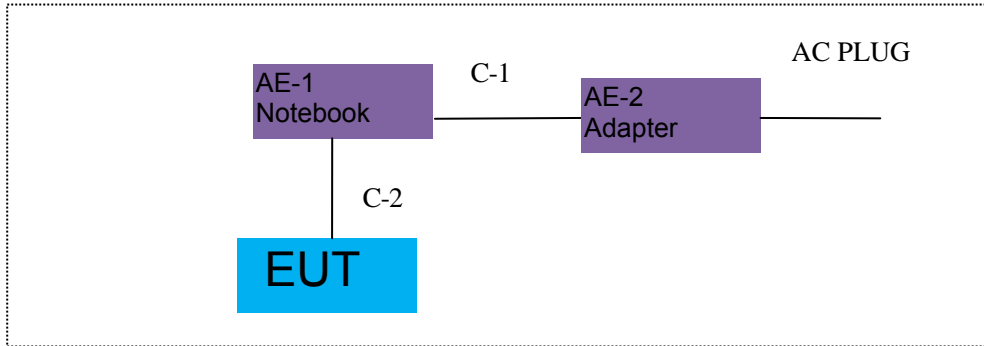 AC PLUG
C-1
AE-1
Notebook
AE-2
Adapter
C-2
EUT